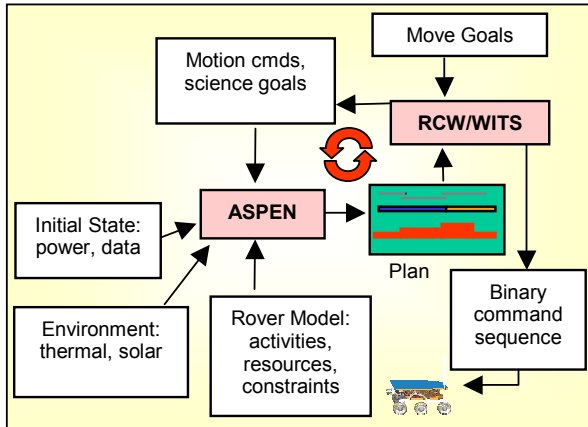 Move Goals
Motion cmds,
science goals
RCW/WITS
ASPEN
Initial State:
power, data
Plan
Environment:
thermal, solar
Rover Model:
activities,
resources,
constraints
Binary
command
sequence